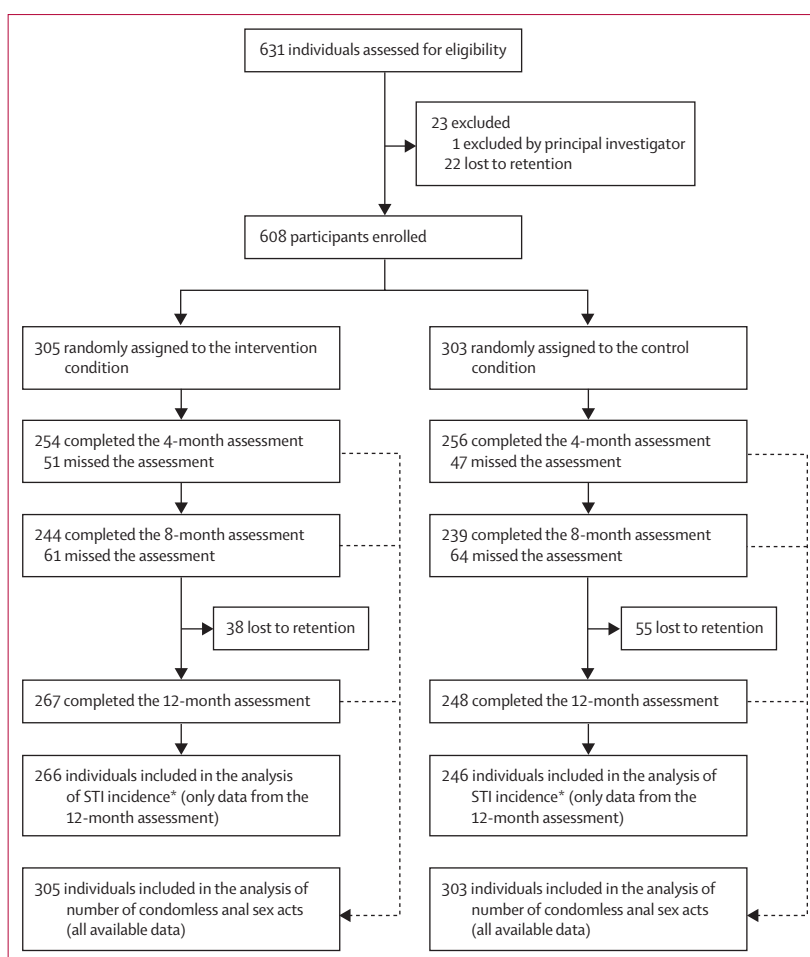 631 individuals assessed for eligibility
23 excluded
1 excluded by principal investigator
22 lost to retention
608 participants enrolled
305 randomly assigned to the intervention
condition
303 randomly assigned to the control
condition
254 completed the 4-month assessment
51 missed the assessment
256 completed the 4-month assessment
47 missed the assessment
244 completed the 8-month assessment
61 missed the assessment
239 completed the 8-month assessment
64 missed the assessment
38 lost to retention
55 lost to retention
267 completed the 12-month assessment
248 completed the 12-month assessment
266 individuals included in the analysis
of STI incidence* (only data from the
12-month assessment)
246 individuals included in the analysis of
STI incidence* (only data from the
12-month assessment)
305 individuals included in the analysis of
number of condomless anal sex acts
(all available data)
303 individuals included in the analysis of
number of condomless anal sex acts
(all available data)